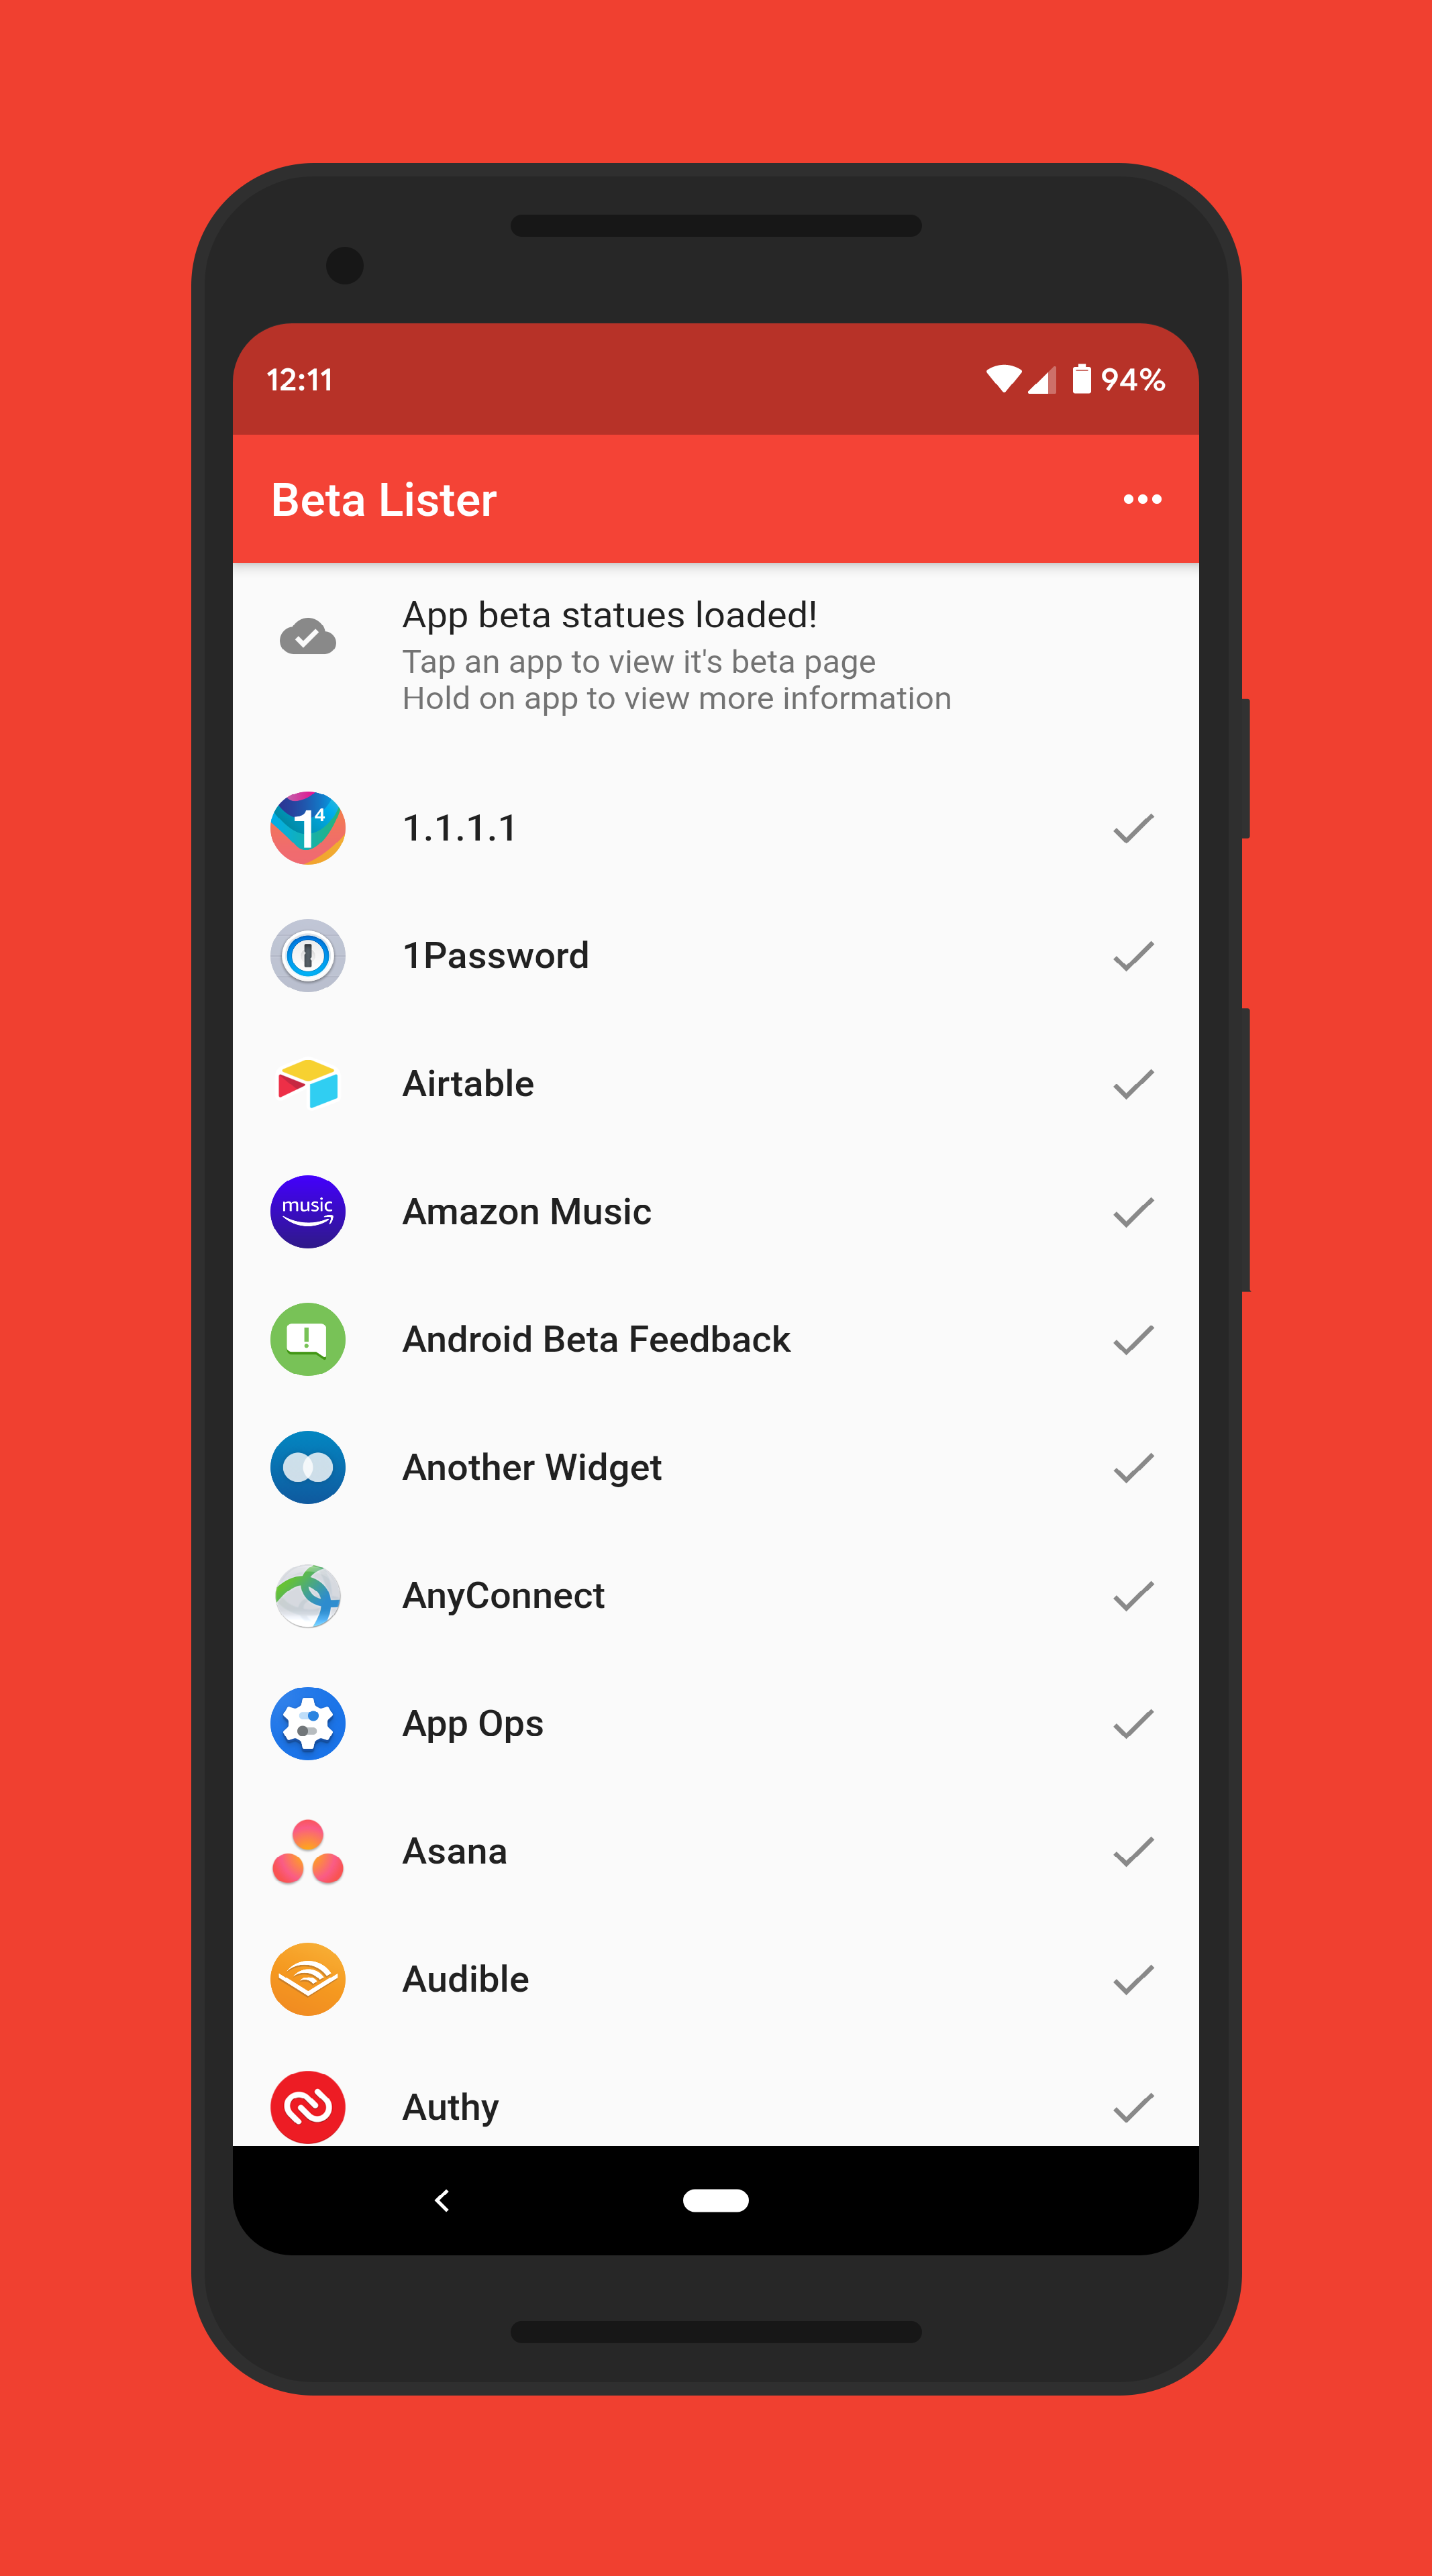 12:11 94%
Beta Lister
App beta statues loaded!
Tap an app to view it's beta page
Hold on app to view more information
1⁴ 1.1.1.1
1Password
Airtable
music Amazon Music
Android Beta Feedback
Another Widget
AnyConnect
App Ops
Asana
Audible
Authy